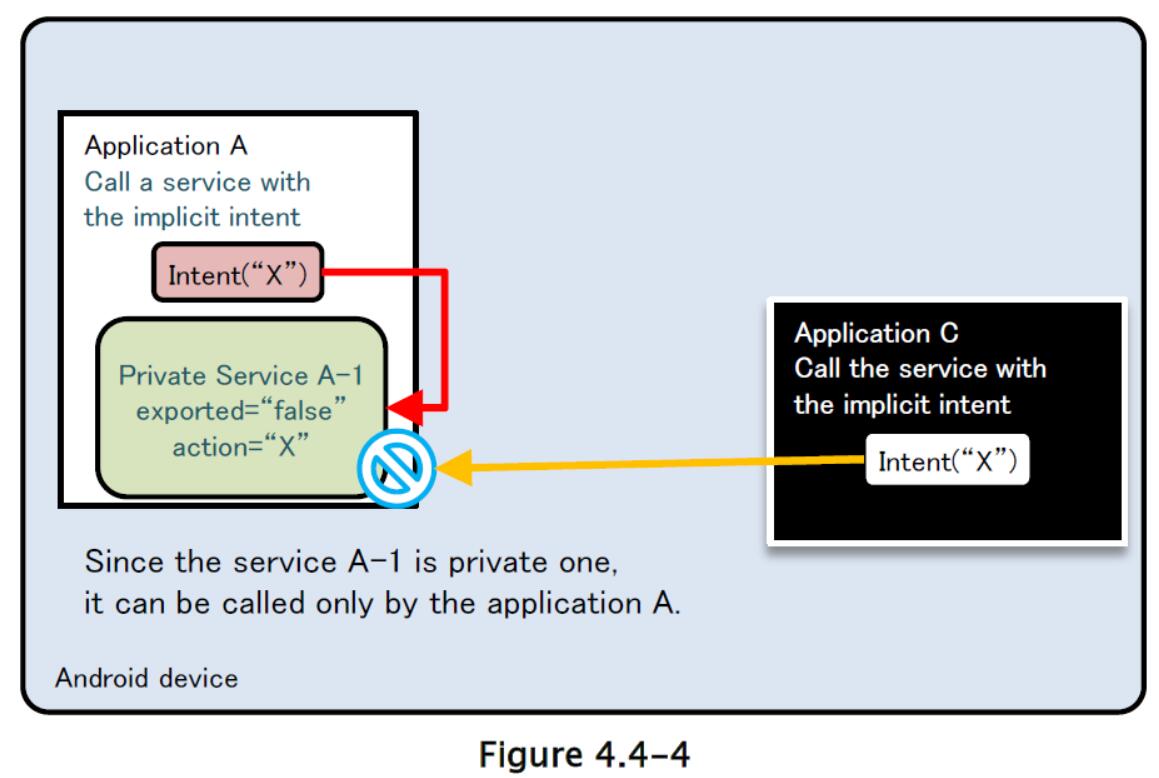 Application A
Call a service with
the implicit intent
Intent(“X”)
Private Service A-1
exported=“false”
action=“X”
Application C
Call the service with
the implicit intent
Intent(“X”)
Since the service A-1 is private one,
it can be called only by the application A.
Android device
Figure 4.4-4